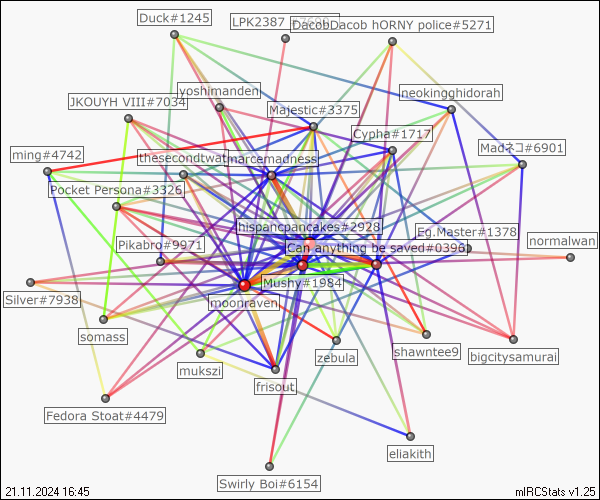 Duck#1245
LPK2387
DacobDacob hORNY police#5271
yoshimanden
neokingghidorah
JKOUYH VIII#7034
Majestic#3375
Cypha#1717
ming#4742
thesecondtwat
marcemadness
Madネコ#6901
Pocket Persona#3326
hispancpancakes#2928
Eg.Master#1378
Pikabro#9971
Can anything be saved#0396
normalwan
Silver#7938
moonraven
Mushy#1984
somass
zebula
shawntee9
bigcitysamurai
mukszi
frisout
Fedora Stoat#4479
eliakith
Swirly Boi#6154
21.11.2024 16:45
mIRCStats v1.25